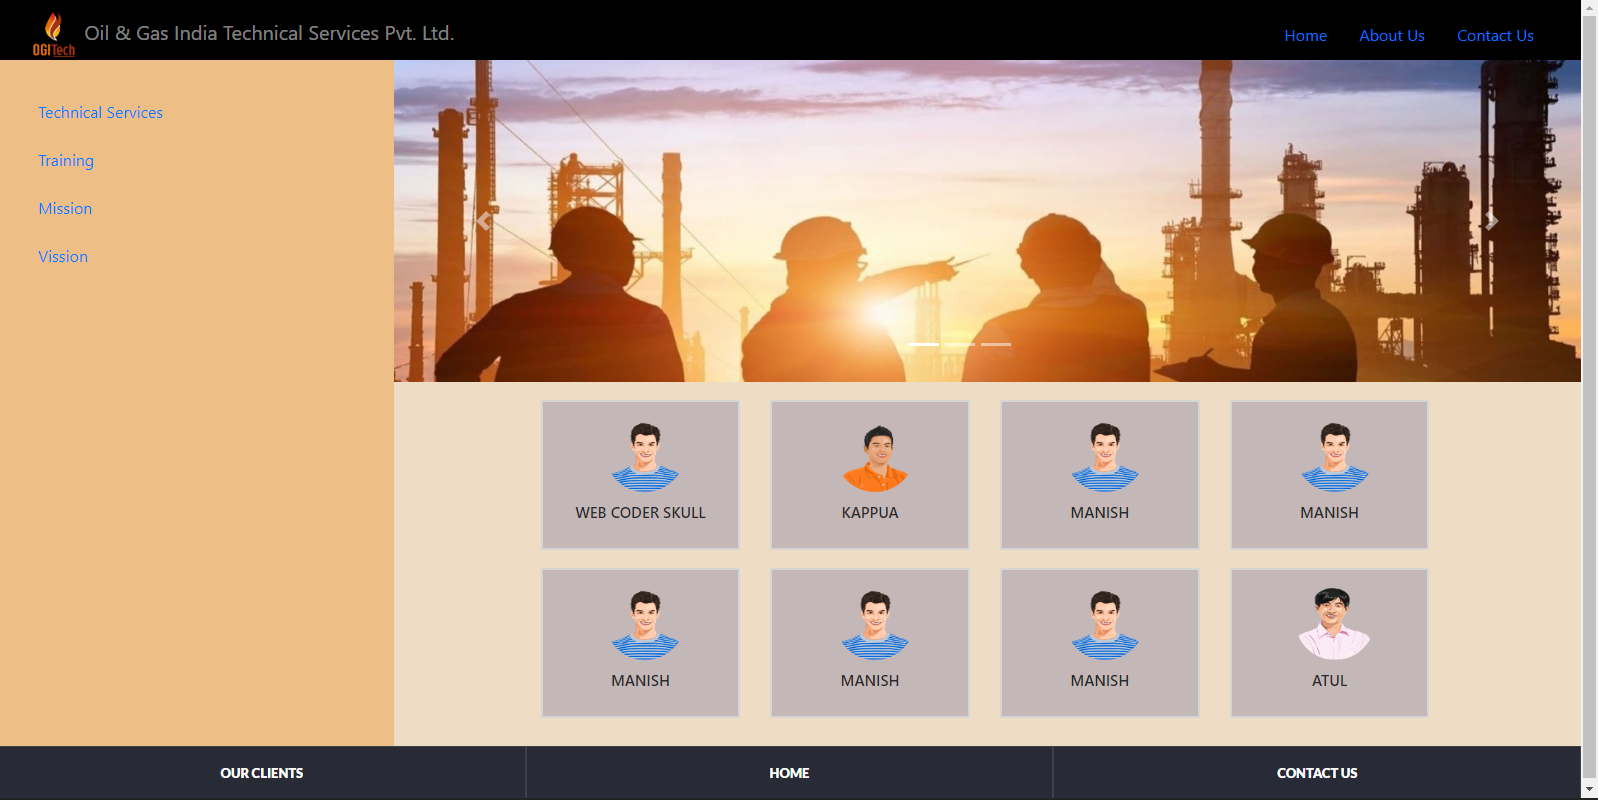 OGITech
Oil & Gas India Technical Services Pvt. Ltd.
Home
About Us
Contact Us
Technical Services
Training
Mission
Vission
WEB CODER SKULL
KAPPUA
MANISH
MANISH
MANISH
MANISH
MANISH
ATUL
OUR CLIENTS
HOME
CONTACT US